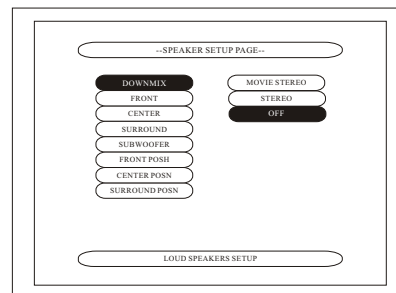 --SPEAKER SETUP PAGE--
DOWNMIX
FRONT
CENTER
SURROUND
SUBWOOFER
FRONT POSH
CENTER POSN
SURROUND POSN
MOVIE STEREO
STEREO
OFF
LOUD SPEAKERS SETUP